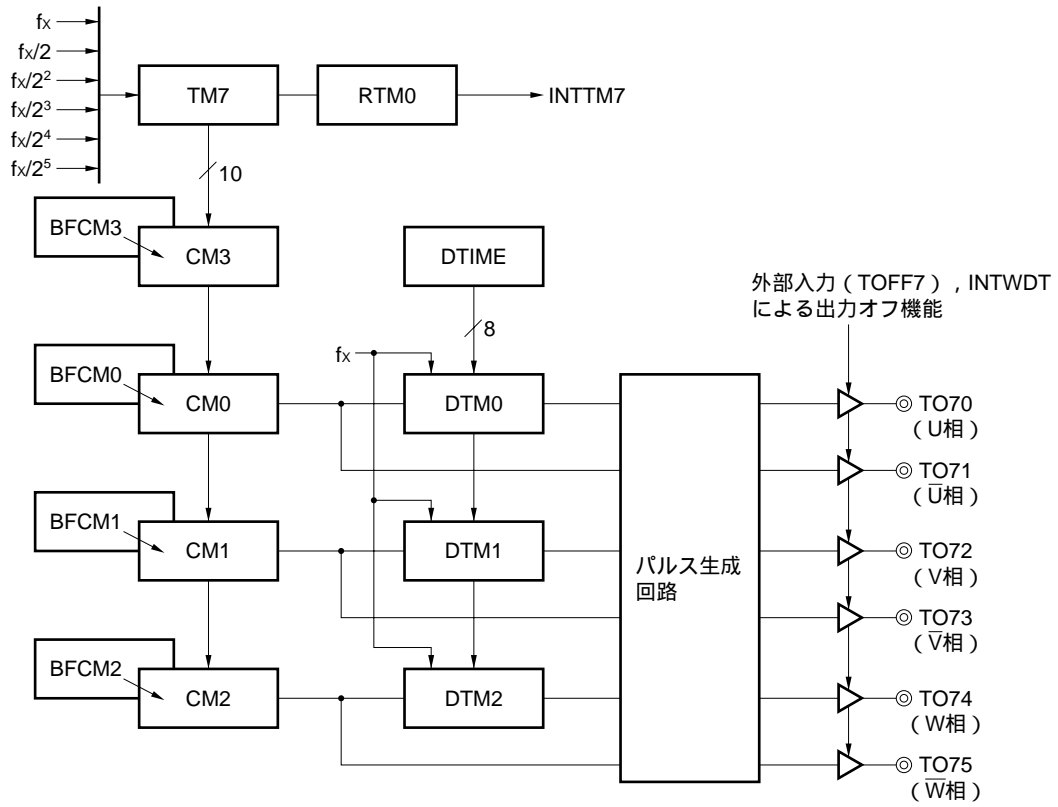 fX
fX/2
fX/2²
fX/2³
fX/2⁴
fX/2⁵
TM7
RTM0
INTTM7
10
BFCM3
CM3
DTIME
外部入力（TOFF7）, INTWDT
による出力オフ機能
8
fX
BFCM0
CM0
DTM0
TO70
（U相）
TO71
（U̅相）
BFCM1
CM1
DTM1
パルス生成
回路
TO72
（V相）
TO73
（V̅相）
BFCM2
CM2
DTM2
TO74
（W相）
TO75
（W̅相）